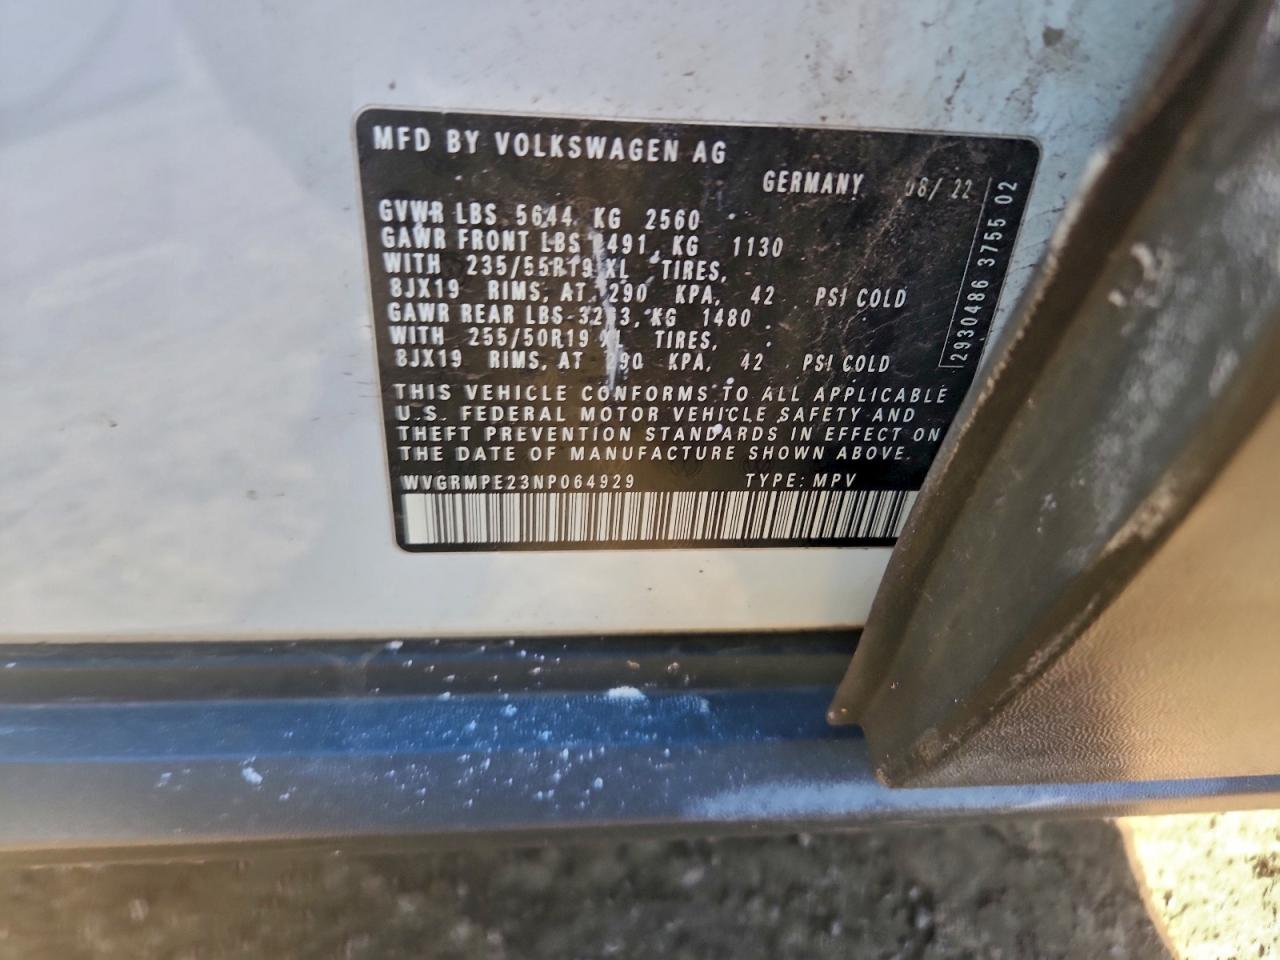 MFD BY VOLKSWAGEN AG
GERMANY 08/ 22
GVWR LBS 5644, KG 2560
GAWR FRONT LBS 491, KG 1130
WITH 235/55R19 XL TIRES,
8JX19 RIMS, AT 290 KPA, 42 PSI COLD
GAWR REAR LBS 3263, KG 1480
WITH 255/50R19 XL TIRES,
8JX19 RIMS, AT 290 KPA, 42 PSI COLD
THIS VEHICLE CONFORMS TO ALL APPLICABLE
U.S. FEDERAL MOTOR VEHICLE SAFETY AND
THEFT PREVENTION STANDARDS IN EFFECT ON
THE DATE OF MANUFACTURE SHOWN ABOVE.
WVGRMPE23NP064929 TYPE: MPV
2930486 3755 02